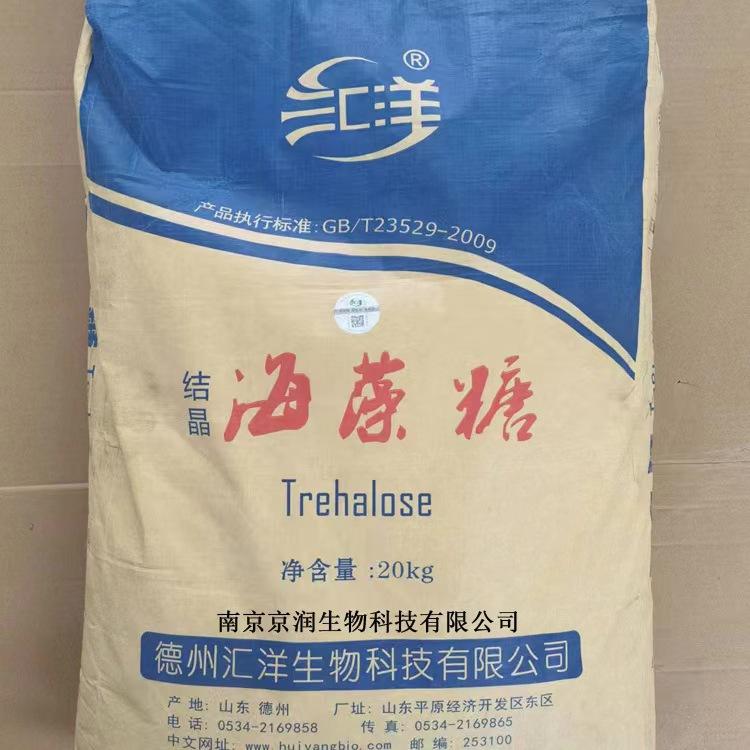 汇洋®
产品执行标准:GB/T23529-2009
结晶 海藻糖
Trehalose
净含量:20kg
南京京润生物科技有限公司
德州汇洋生物科技有限公司
产 地: 山东 德州 厂址: 山东平原经济开发区东区
电 话: 0534-2169858 传 真: 0534-2169865
中文网址: www.huiyangbio.com 邮 编: 253100